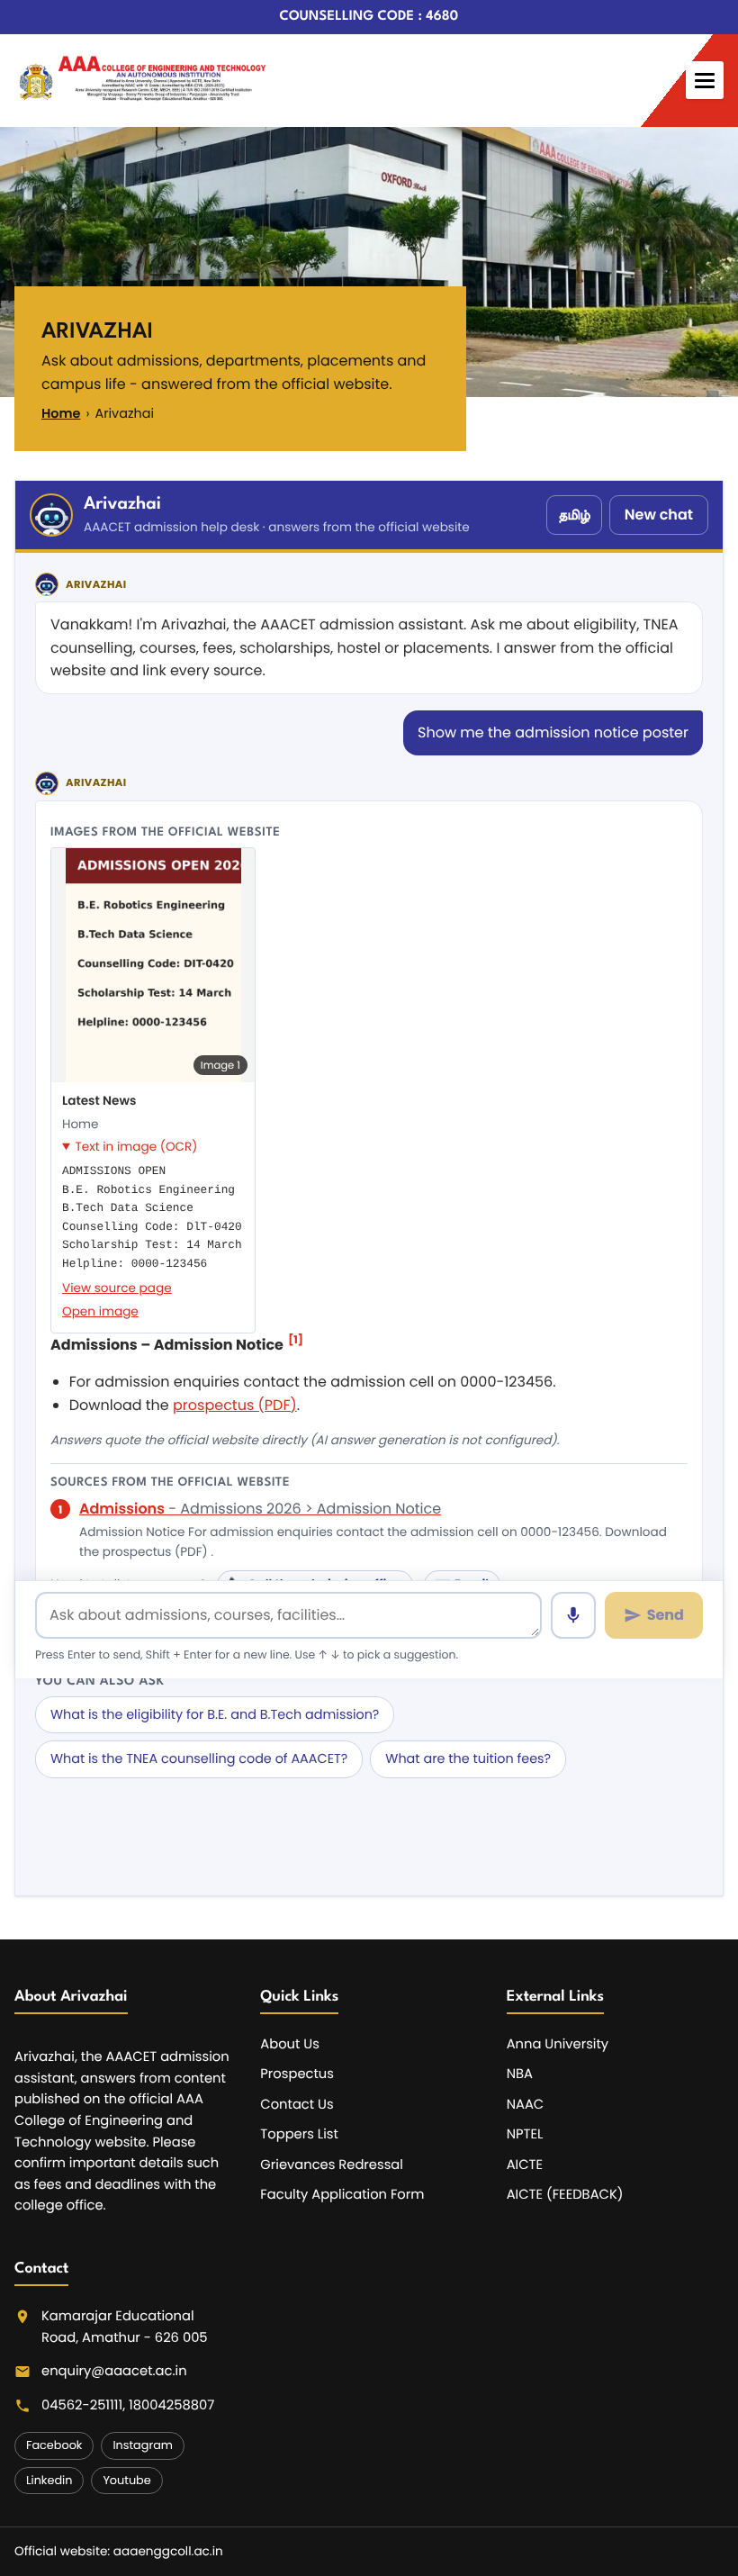 COUNSELLING CODE : 4680
AAA COLLEGE OF ENGINEERING AND TECHNOLOGY
AN AUTONOMOUS INSTITUTION
OXFORD Block
AAA COLLEGE OF ENGINEERING
ARIVAZHAI
Ask about admissions, departments, placements and
campus life - answered from the official website.
Home › Arivazhai
Arivazhai
AAACET admission help desk · answers from the official website
தமிழ்
New chat
ARIVAZHAI
Vanakkam! I'm Arivazhai, the AAACET admission assistant. Ask me about eligibility, TNEA
counselling, courses, fees, scholarships, hostel or placements. I answer from the official
website and link every source.
Show me the admission notice poster
ARIVAZHAI
IMAGES FROM THE OFFICIAL WEBSITE
ADMISSIONS OPEN 202
B.E. Robotics Engineering
B.Tech Data Science
Counselling Code: DIT-0420
Scholarship Test: 14 March
Helpline: 0000-123456
Image 1
Latest News
Home
▼ Text in image (OCR)
ADMISSIONS OPEN
B.E. Robotics Engineering
B.Tech Data Science
Counselling Code: DlT-0420
Scholarship Test: 14 March
Helpline: 0000-123456
View source page
Open image
Admissions – Admission Notice [1]
• For admission enquiries contact the admission cell on 0000-123456.
• Download the prospectus (PDF).
Answers quote the official website directly (AI answer generation is not configured).
SOURCES FROM THE OFFICIAL WEBSITE
1 Admissions - Admissions 2026 > Admission Notice
Admission Notice For admission enquiries contact the admission cell on 0000-123456. Download
the prospectus (PDF) .
Ask about admissions, courses, facilities...
Send
Press Enter to send, Shift + Enter for a new line. Use ↑ ↓ to pick a suggestion.
YOU CAN ALSO ASK
What is the eligibility for B.E. and B.Tech admission?
What is the TNEA counselling code of AAACET?
What are the tuition fees?
About Arivazhai
Arivazhai, the AAACET admission
assistant, answers from content
published on the official AAA
College of Engineering and
Technology website. Please
confirm important details such
as fees and deadlines with the
college office.
Quick Links
About Us
Prospectus
Contact Us
Toppers List
Grievances Redressal
Faculty Application Form
External Links
Anna University
NBA
NAAC
NPTEL
AICTE
AICTE (FEEDBACK)
Contact
Kamarajar Educational
Road, Amathur - 626 005
enquiry@aaacet.ac.in
04562-251111, 18004258807
Facebook
Instagram
Linkedin
Youtube
Official website: aaaenggcoll.ac.in